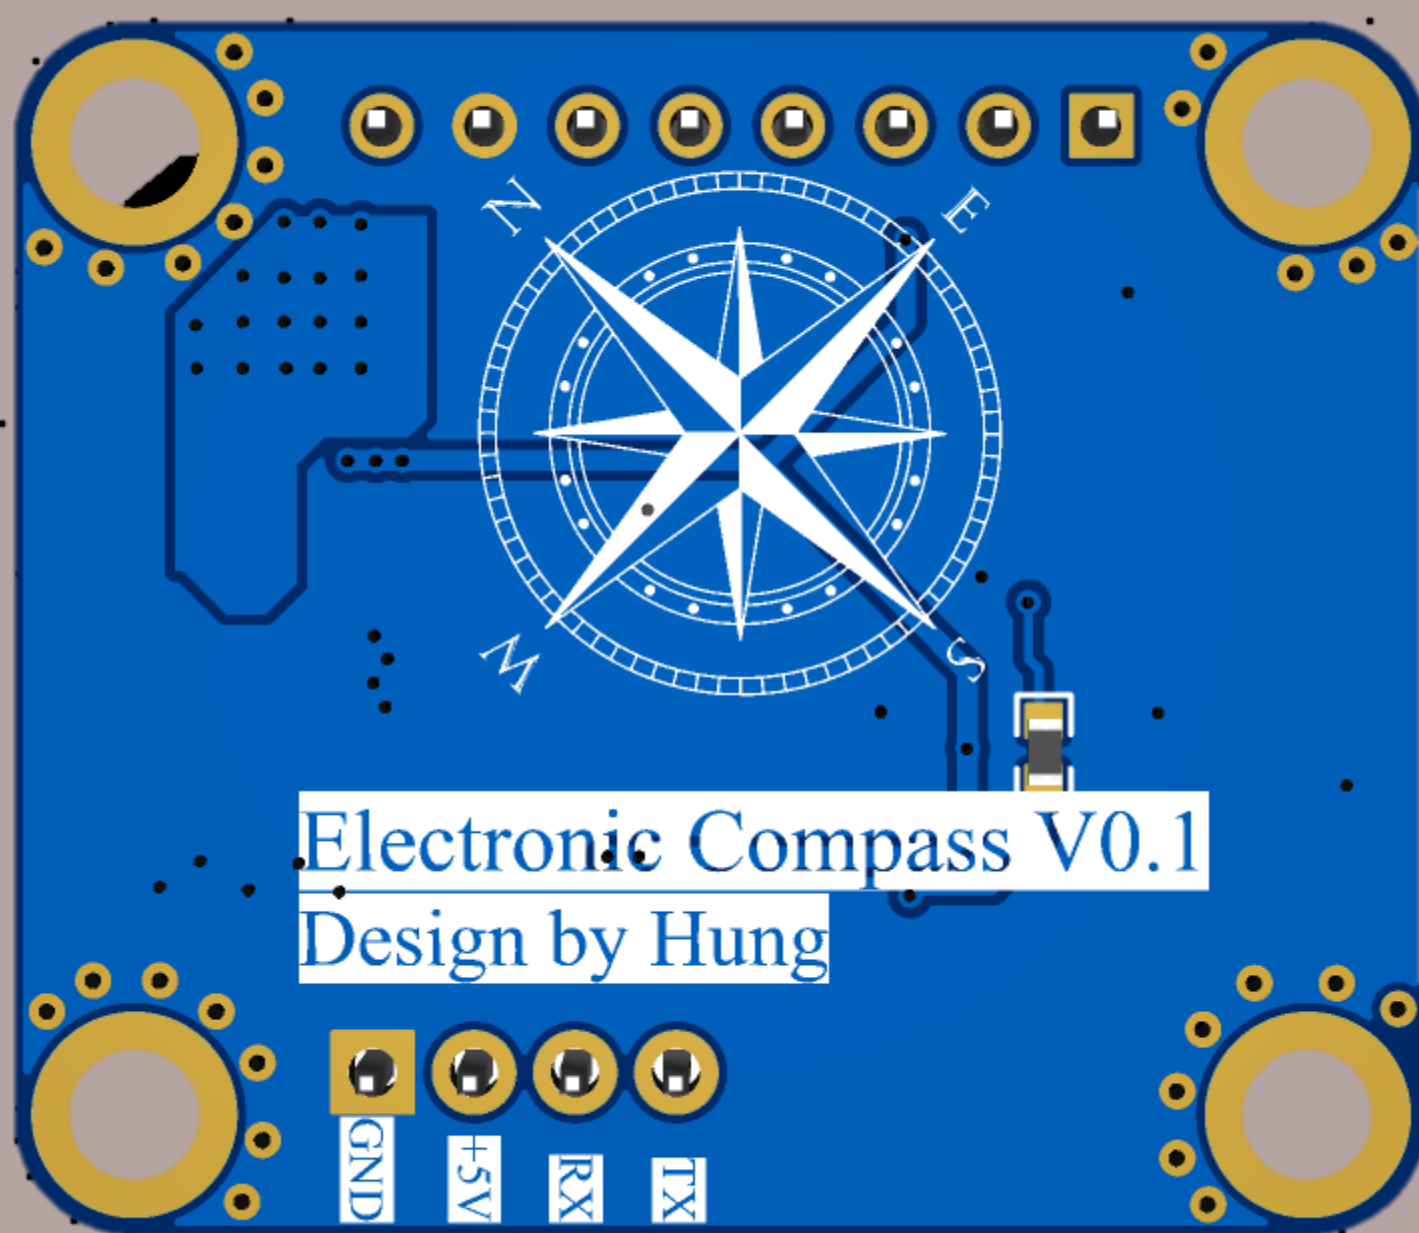 N E
W S
Electronic Compass V0.1
Design by Hung
GND +5V RX TX